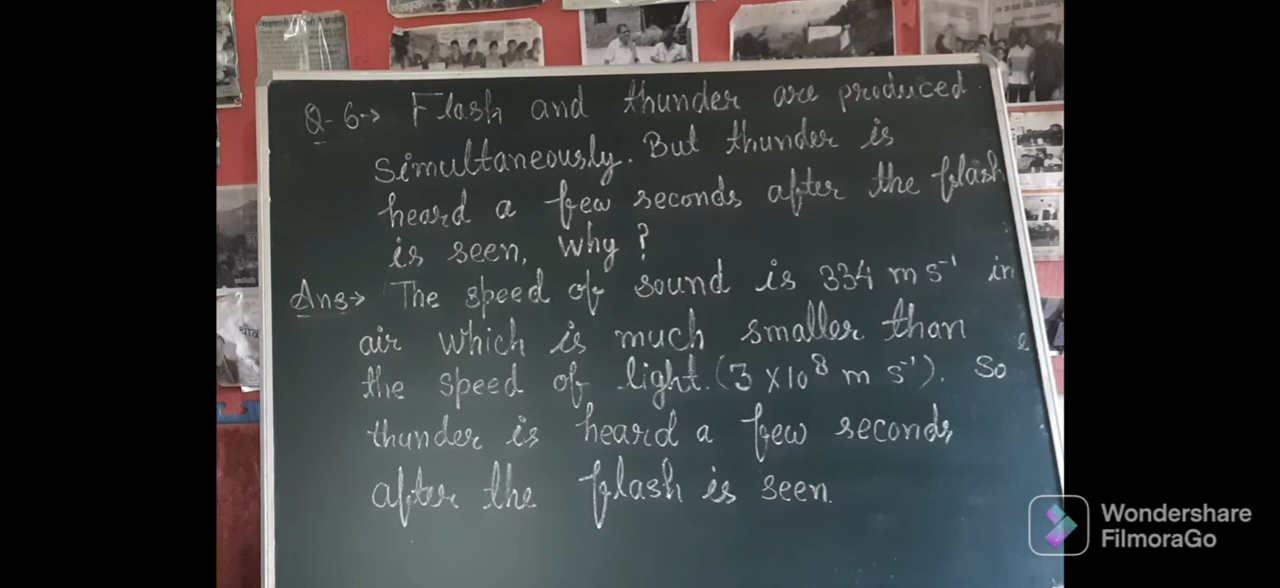 Q-6→ Flash and thunder are produced
simultaneously. But thunder is
heard a few seconds after the flash
is seen, Why?
Ans→ The speed of sound is 334 m s⁻¹ in
air which is much smaller than
the speed of light. (3 X10⁸ m s⁻¹). So
thunder is heard a few seconds
after the flash is seen.
Wondershare
FilmoraGo